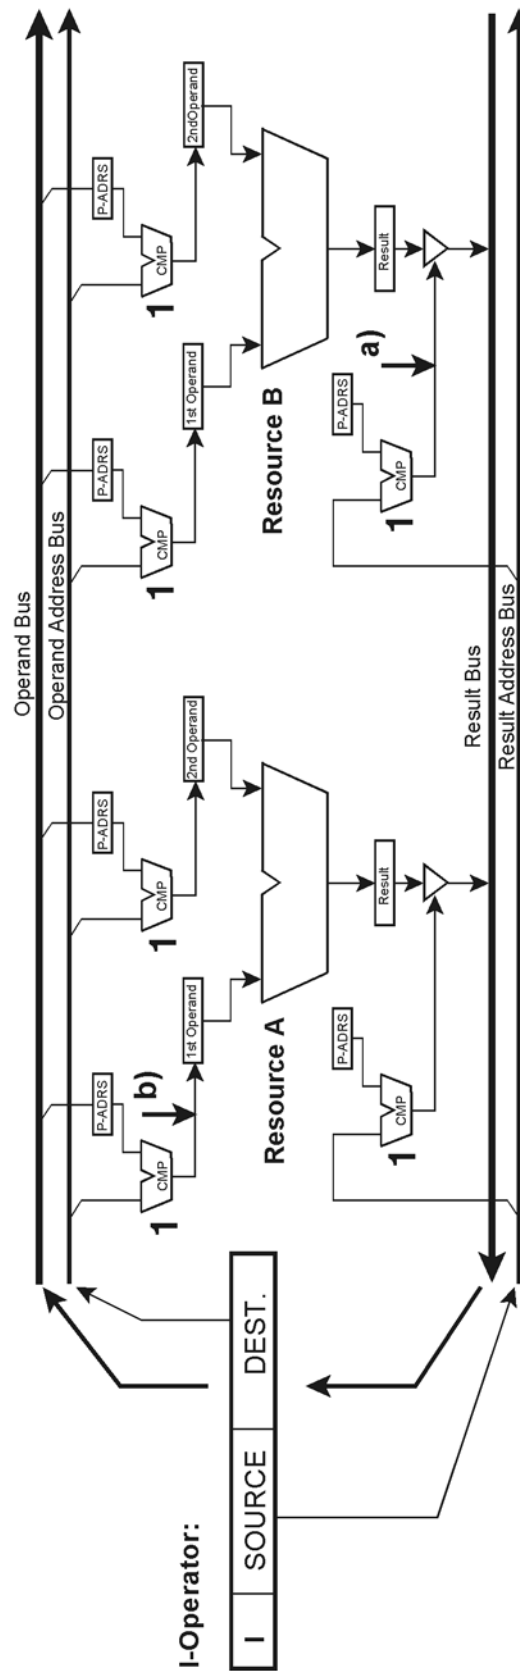 Operand Bus
Operand Address Bus
P-ADRS
P-ADRS
P-ADRS
P-ADRS
CMP
CMP
CMP
CMP
1
1
1
1
b)
1st Operand
2nd Operand
1st Operand
2ndOperand
I-Operator:
I
SOURCE
DEST.
Resource A
Resource B
P-ADRS
CMP
1
Result
P-ADRS
CMP
1
a)
Result
Result Bus
Result Address Bus